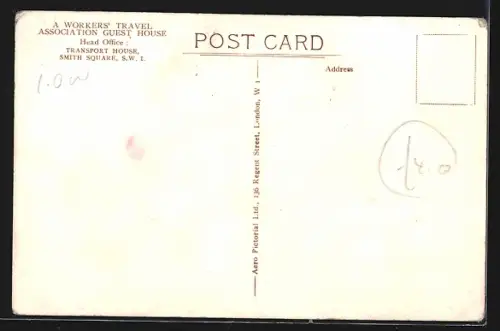 A WORKERS' TRAVEL
ASSOCIATION GUEST HOUSE
Head Office:
TRANSPORT HOUSE,
SMITH SQUARE, S.W. 1.
POST CARD
Address
Aero Pictorial Ltd., 136 Regent Street, London, W 1